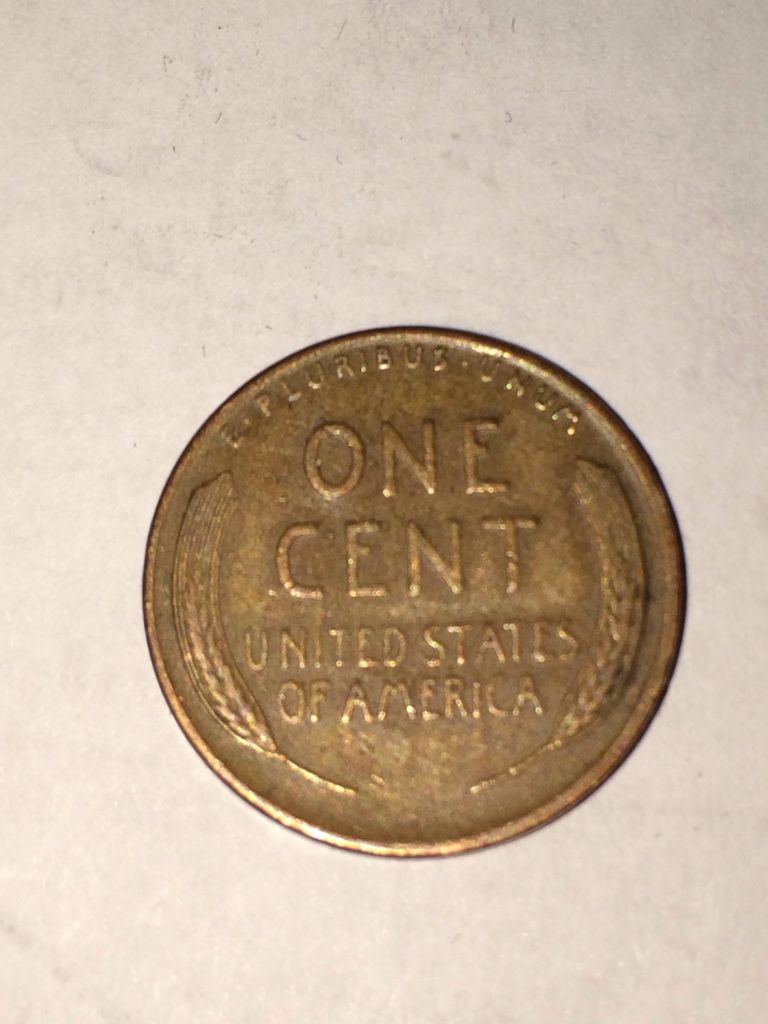 E·PLURIBUS·UNUM
ONE
CENT
UNITED STATES
OF AMERICA